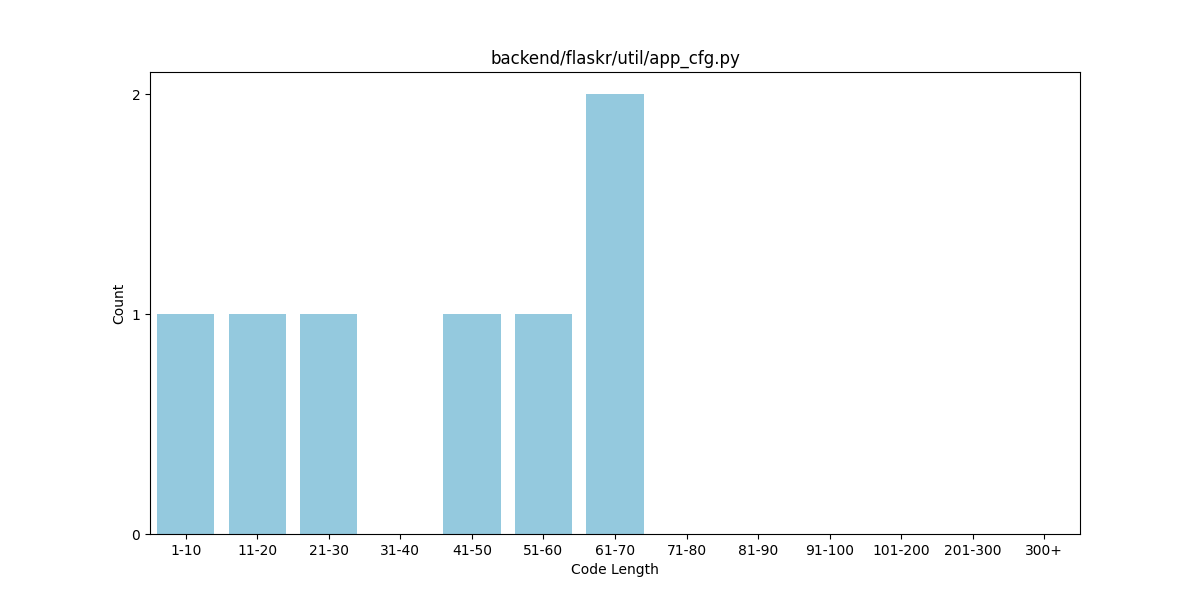 backend/flaskr/util/app_cfg.py
2
1
0
Count
1-10 11-20 21-30 31-40 41-50 51-60 61-70 71-80 81-90 91-100 101-200 201-300 300+
Code Length